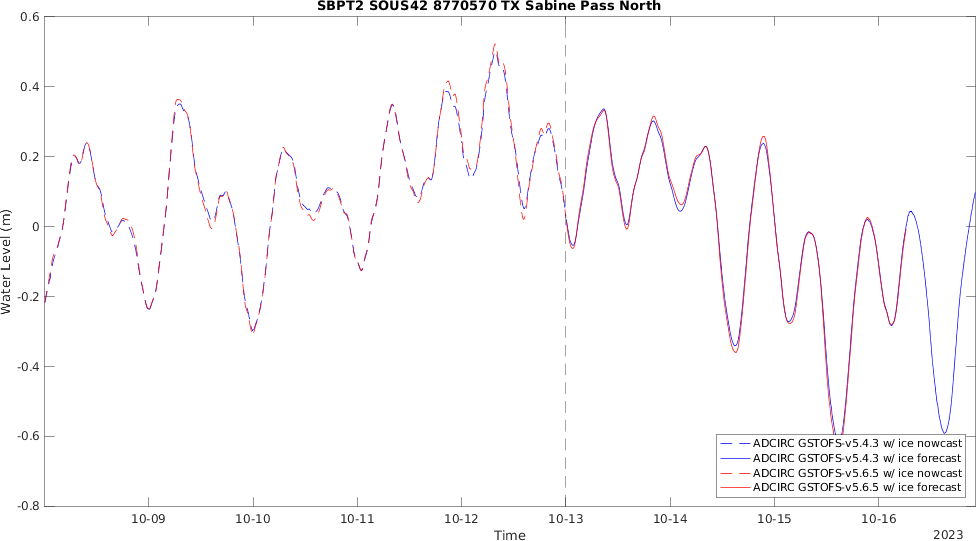 SBPT2 SOUS42 8770570 TX Sabine Pass North
0.6
0.4
0.2
0
-0.2
-0.4
-0.6
-0.8
Water Level (m)
ADCIRC GSTOFS-v5.4.3 w/ ice nowcast
ADCIRC GSTOFS-v5.4.3 w/ ice forecast
ADCIRC GSTOFS-v5.6.5 w/ ice nowcast
ADCIRC GSTOFS-v5.6.5 w/ ice forecast
10-09 10-10 10-11 10-12 10-13 10-14 10-15 10-16
Time
2023